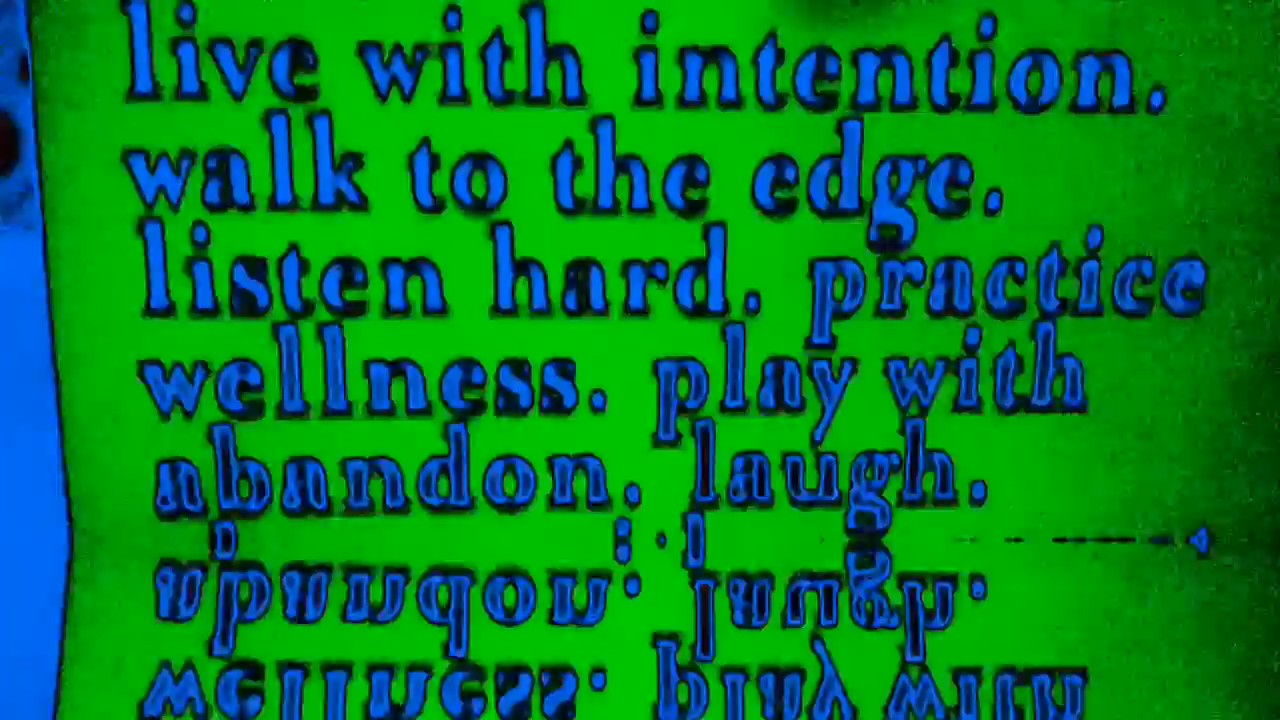 live with intention.
walk to the edge.
listen hard. practice
wellness. play with
abandon. laugh.